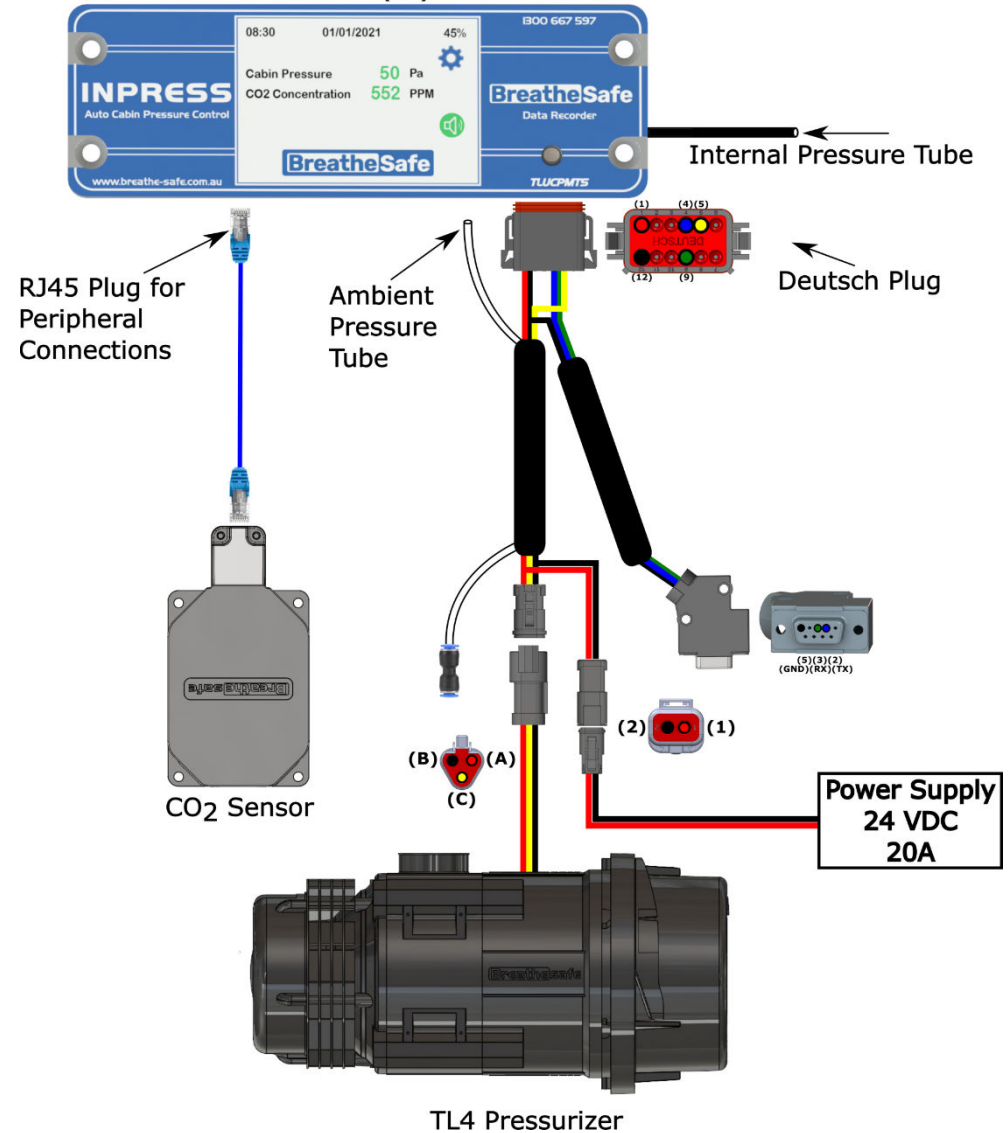 1300 667 597
08:30 01/01/2021 45%
Cabin Pressure 50 Pa
CO2 Concentration 552 PPM
INPRESS
Auto Cabin Pressure Control
BreatheSafe
Data Recorder
BreatheSafe
www.breathe-safe.com.au
TLUCPMTS
Internal Pressure Tube
(1) (4) (5)
DEUTSCH
(12) (9)
Deutsch Plug
RJ45 Plug for
Peripheral
Connections
Ambient
Pressure
Tube
(5)(3)(2)
(GND)(RX)(TX)
Breathesafe
CO2 Sensor
(B) (A)
(C)
(2) (1)
Power Supply
24 VDC
20A
Breathesafe
TL4 Pressurizer